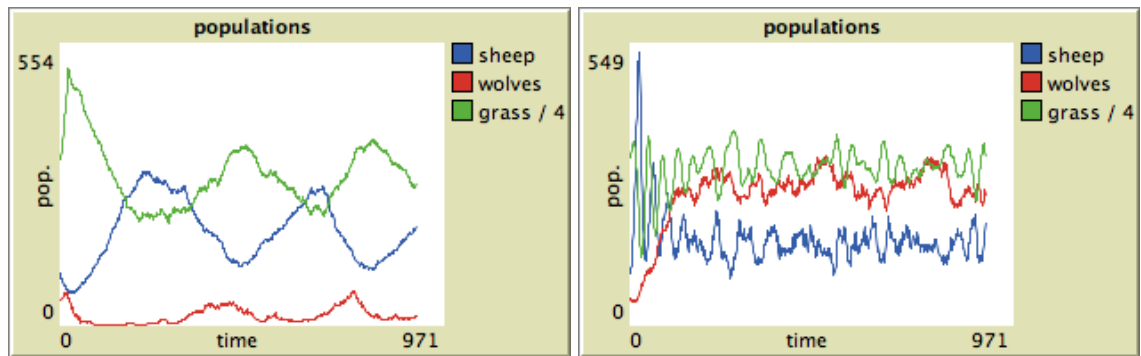 populations
554
pop.
0
0 time 971
sheep
wolves
grass / 4
populations
549
pop.
0
0 time 971
sheep
wolves
grass / 4